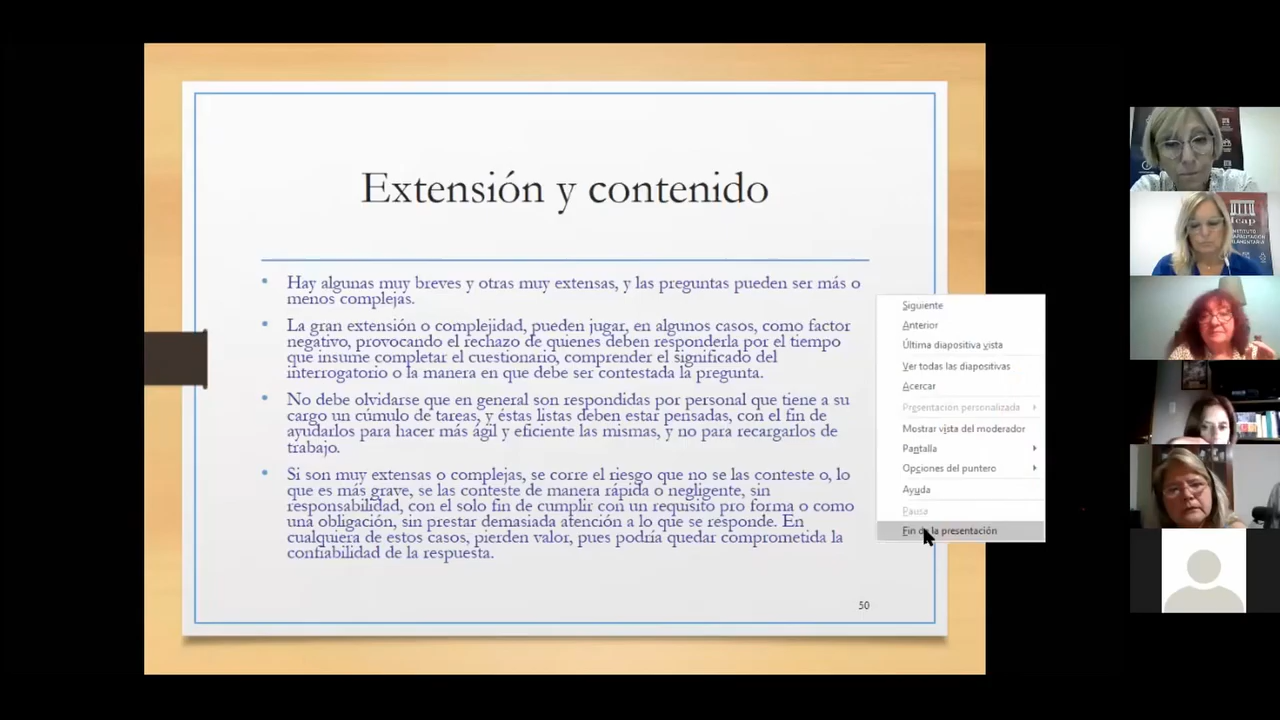 Extensión y contenido
• Hay algunas muy breves y otras muy extensas, y las preguntas pueden ser más o
menos complejas.
• La gran extensión o complejidad, pueden jugar, en algunos casos, como factor
negativo, provocando el rechazo de quienes deben responderla por el tiempo
que insume completar el cuestionario, comprender el significado del
interrogatorio o la manera en que debe ser contestada la pregunta.
• No debe olvidarse que en general son respondidas por personal que tiene a su
cargo un cúmulo de tareas, y éstas listas deben estar pensadas, con el fin de
ayudarlos para hacer más ágil y eficiente las mismas, y no para recargarlos de
trabajo.
• Si son muy extensas o complejas, se corre el riesgo que no se las conteste o, lo
que es más grave, se las conteste de manera rápida o negligente, sin
responsabilidad, con el solo fin de cumplir con un requisito pro forma o como
una obligación, sin prestar demasiada atención a lo que se responde. En
cualquiera de estos casos, pierden valor, pues podría quedar comprometida la
confiabilidad de la respuesta.
50
Siguiente
Anterior
Última diapositiva vista
Ver todas las diapositivas
Acercar
Presentación personalizada
Mostrar vista del moderador
Pantalla
Opciones del puntero
Ayuda
Pausa
Fin de la presentación